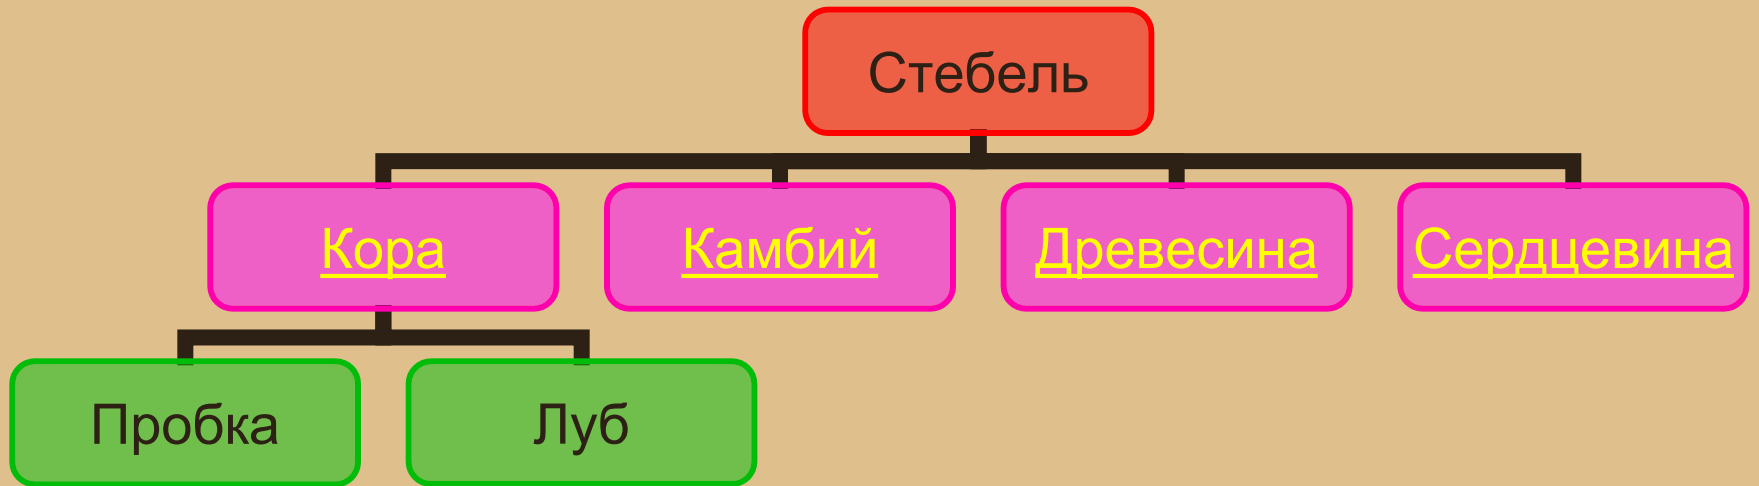 Стебель
Кора
Камбий
Древесина
Сердцевина
Пробка
Луб